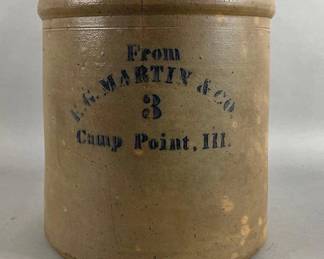 From
F. G. MARTIN & CO.
3
Camp Point, Ill.